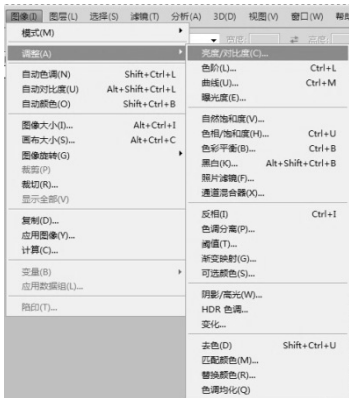 图像(I) 图层(L) 选择(S) 滤镜(T) 分析(A) 3D(D) 视图(V) 窗口(W)
模式(M)
调整(A)
自动色调(N) Shift+Ctrl+L
自动对比度(U) Alt+Shift+Ctrl+L
自动颜色(O) Shift+Ctrl+B
图像大小(I)... Alt+Ctrl+I
画布大小(S)... Alt+Ctrl+C
图像旋转(G)
裁剪(P)
裁切(R)...
显示全部(V)
复制(D)...
应用图像(Y)...
计算(C)...
变量(B)
应用数据组(L)...
陷印(T)...
亮度/对比度(C)...
色阶(L)... Ctrl+L
曲线(U)... Ctrl+M
曝光度(E)...
自然饱和度(V)...
色相/饱和度(H)... Ctrl+U
色彩平衡(B)... Ctrl+B
黑白(K)... Alt+Shift+Ctrl+B
照片滤镜(F)...
通道混合器(X)...
反相(I) Ctrl+I
色调分离(P)...
阈值(T)...
渐变映射(G)...
可选颜色(S)...
阴影/高光(W)...
HDR 色调...
变化...
去色(D) Shift+Ctrl+U
匹配颜色(M)...
替换颜色(R)...
色调均化(Q)